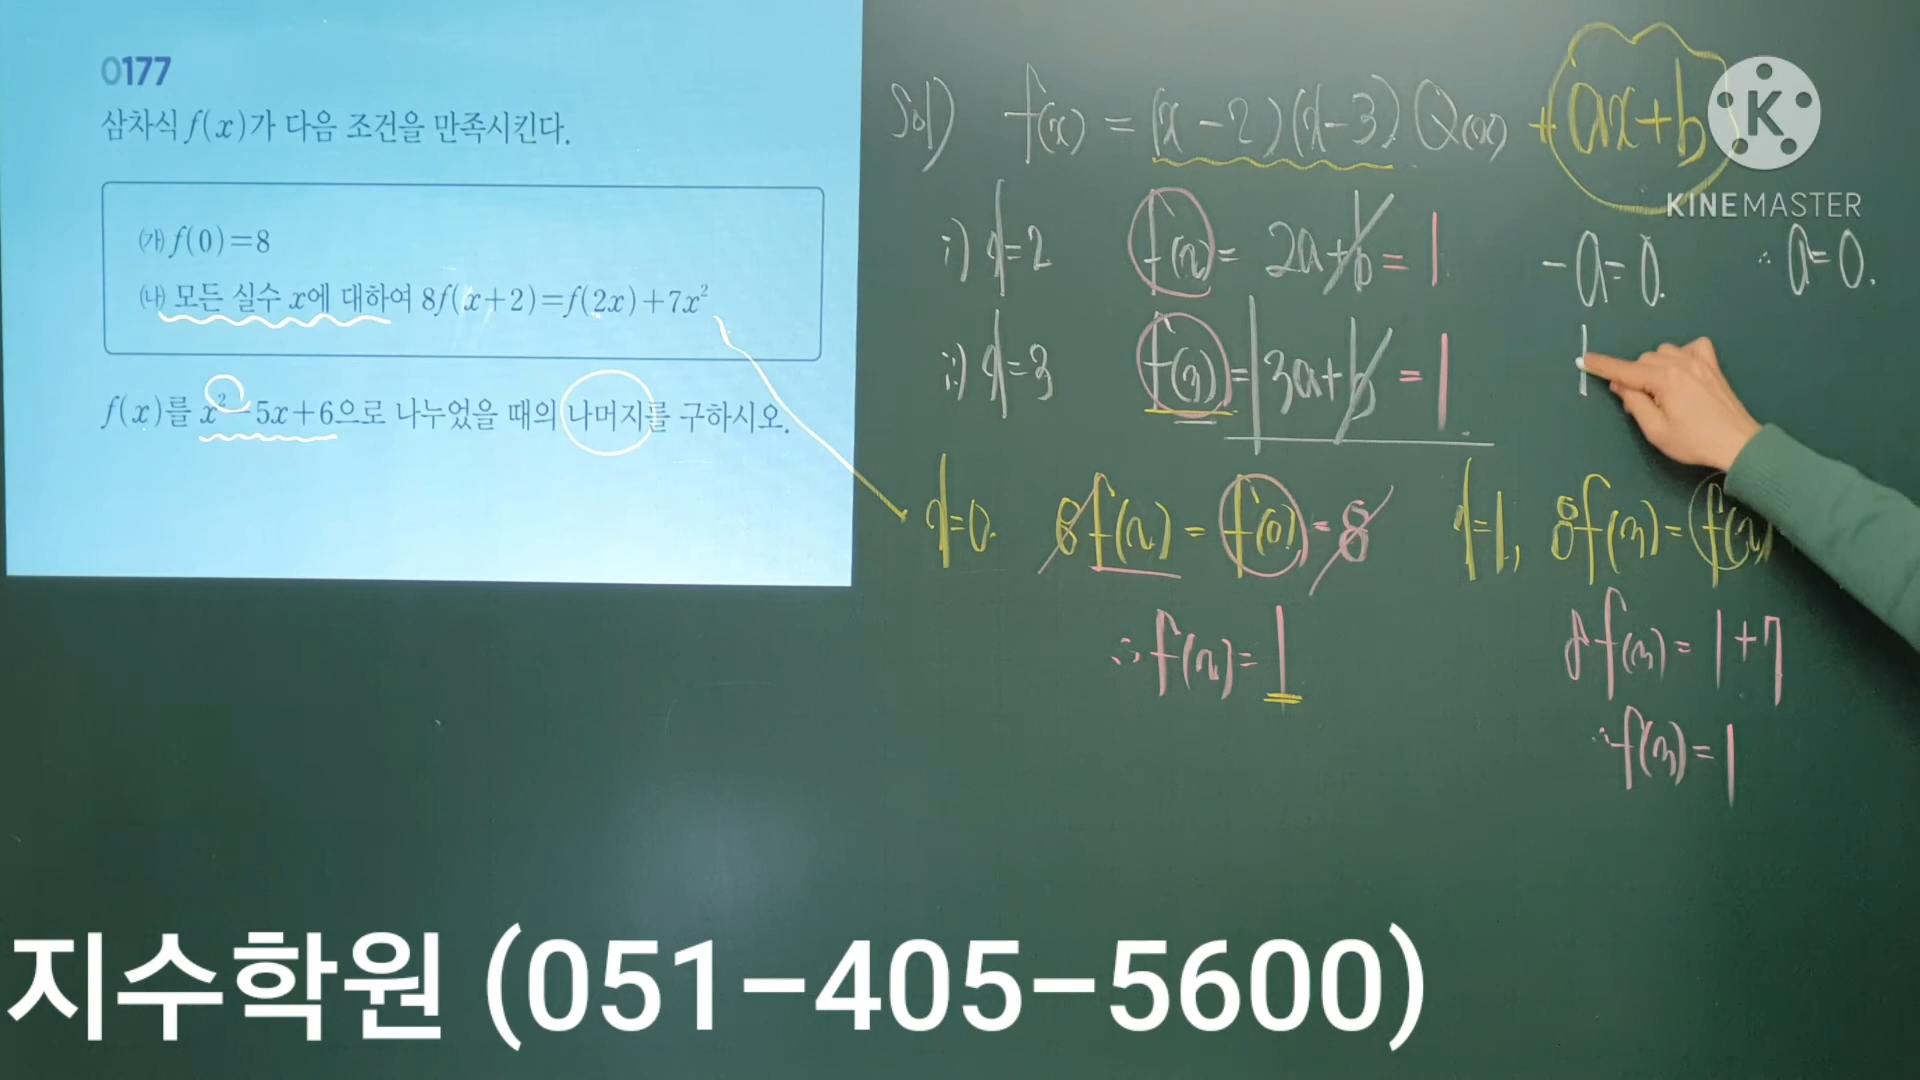 0177
삼차식 f(x)가 다음 조건을 만족시킨다.
㈎ f(0)=8
㈏ 모든 실수 x에 대하여 8f(x+2)=f(2x)+7x²
f(x)를 x²-5x+6으로 나누었을 때의 나머지를 구하시오.
Sol) f(x) = (x-2)(x-3)Q(x) + ax+b
i) x=2 f(2) = 2a+b = 1
-a=0. ∴ a=0.
ii) x=3 f(3) = 3a+b = 1
x=0. 8f(2) = f(0) = 8
∴ f(2) = 1
x=1, 8f(3) = f(2)
8f(3) = 1+7
∴ f(3) = 1
K
KINEMASTER
지수학원 (051-405-5600)